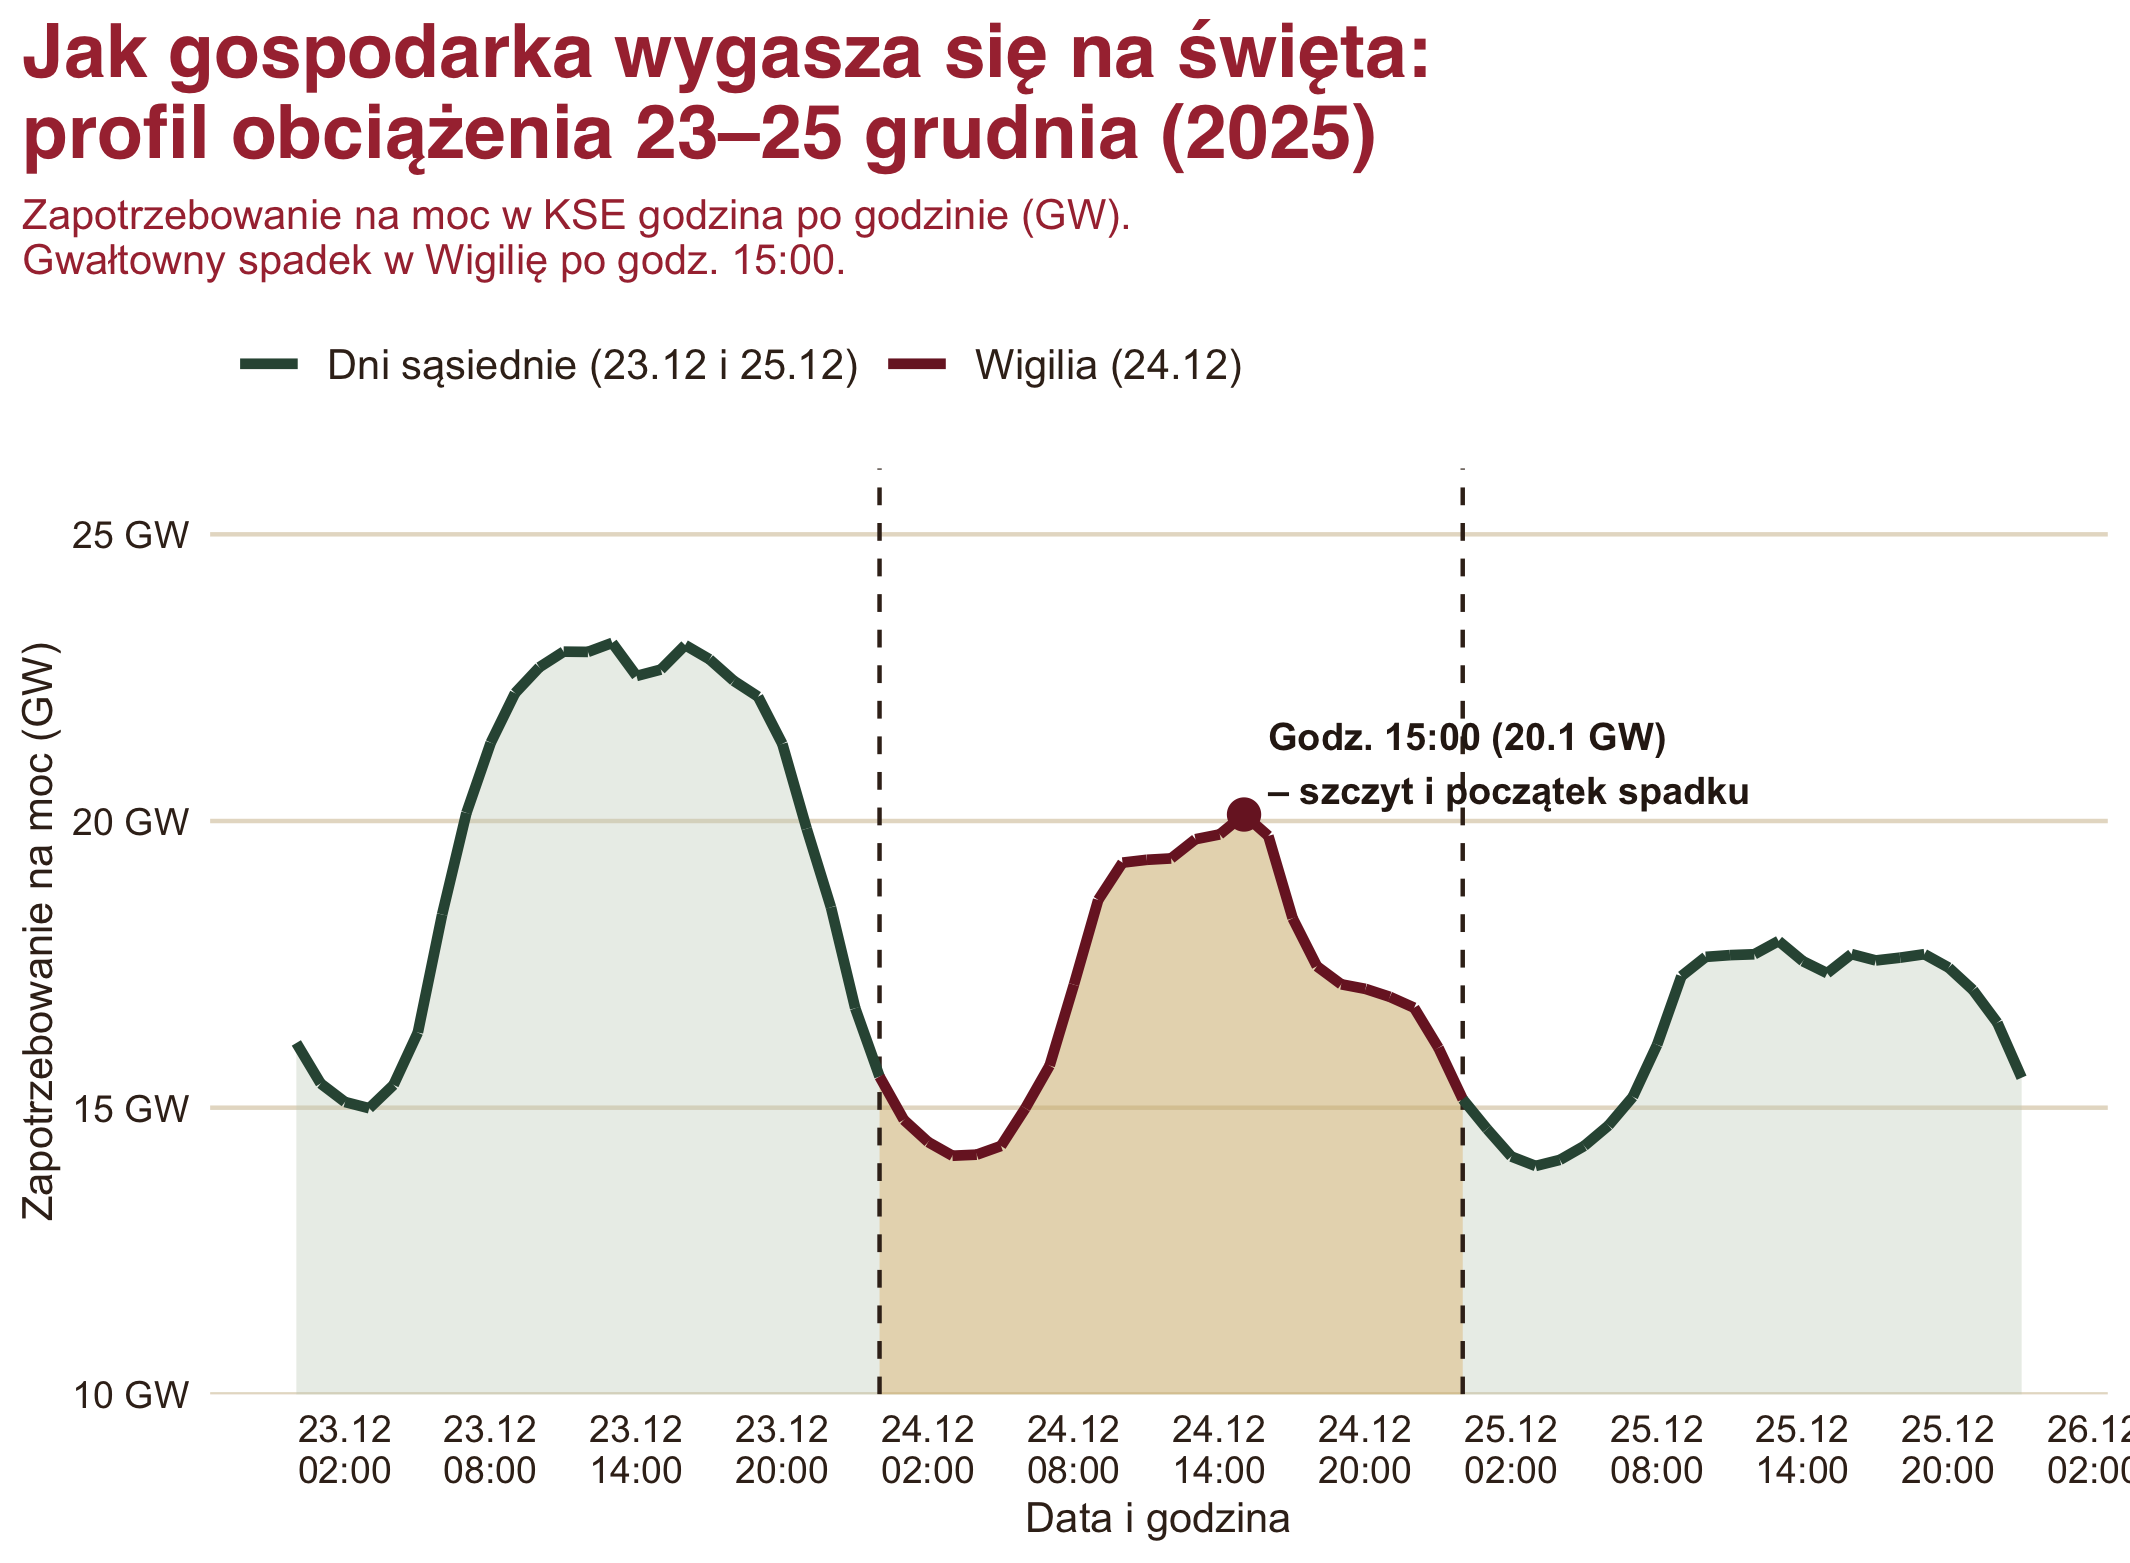 Jak gospodarka wygasza się na święta:
profil obciążenia 23–25 grudnia (2025)
Zapotrzebowanie na moc w KSE godzina po godzinie (GW).
Gwałtowny spadek w Wigilię po godz. 15:00.
Dni sąsiednie (23.12 i 25.12)
Wigilia (24.12)
Zapotrzebowanie na moc (GW)
25 GW
20 GW
15 GW
10 GW
Godz. 15:00 (20.1 GW)
– szczyt i początek spadku
23.12 23.12 23.12 23.12 24.12 24.12 24.12 24.12 25.12 25.12 25.12 25.12 26.12
02:00 08:00 14:00 20:00 02:00 08:00 14:00 20:00 02:00 08:00 14:00 20:00 02:00
Data i godzina